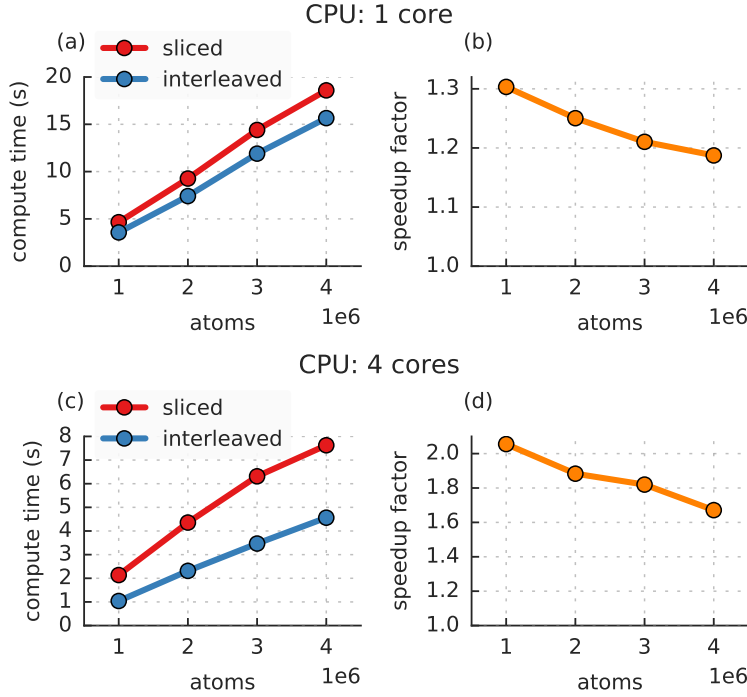 CPU: 1 core
(a)
sliced
interleaved
compute time (s)
20
15
10
5
0
1 2 3 4
1e6
atoms
(b)
speedup factor
1.3
1.2
1.1
1.0
1 2 3 4
1e6
atoms
CPU: 4 cores
(c)
sliced
interleaved
compute time (s)
8
7
6
5
4
3
2
1
0
1 2 3 4
1e6
atoms
(d)
speedup factor
2.0
1.8
1.6
1.4
1.2
1.0
1 2 3 4
1e6
atoms